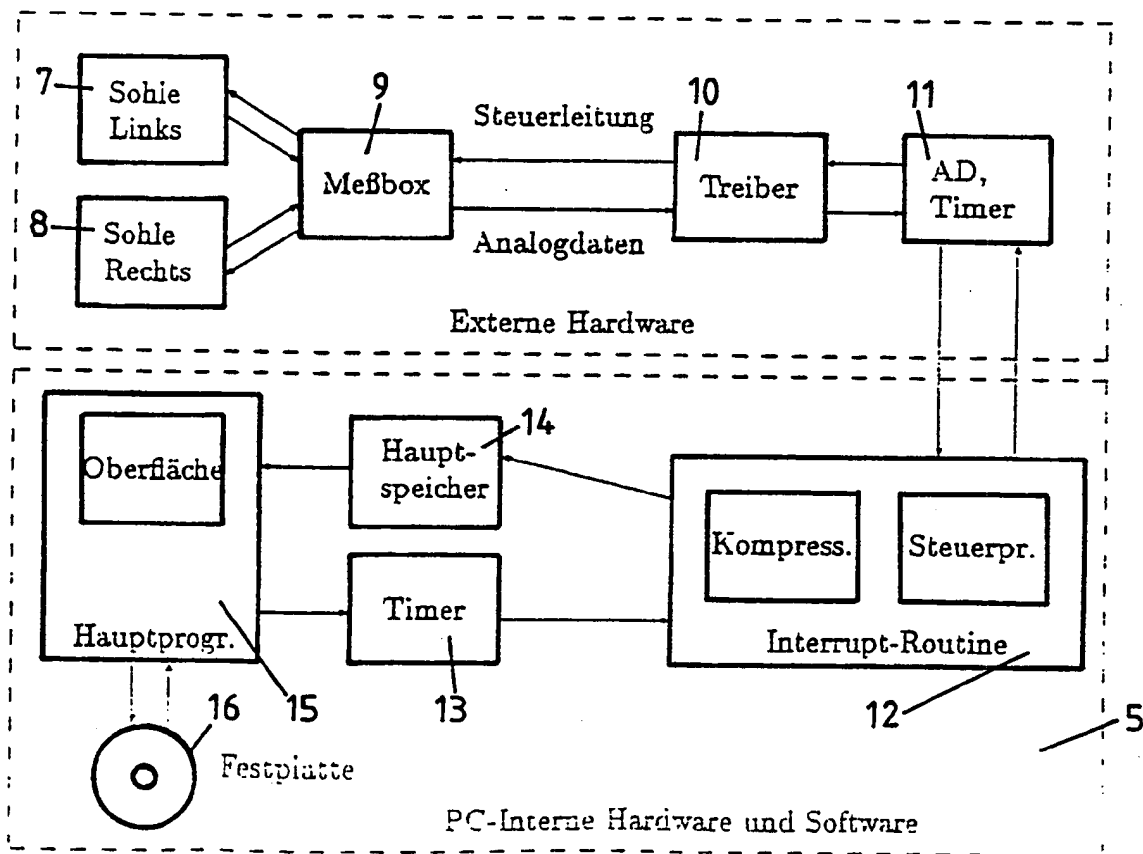 7
Sohie
Links
8
Sohle
Rechts
9
Meßbox
Steuerleitung
Analogdaten
10
Treiber
11
AD,
Timer
Externe Hardware
Oberfläche
Hauptprogr.
15
14
Haupt-
speicher
Timer
13
Kompress.
Steuerpr.
Interrupt-Routine
12
5
16
Festplatte
PC-Interne Hardware und Software